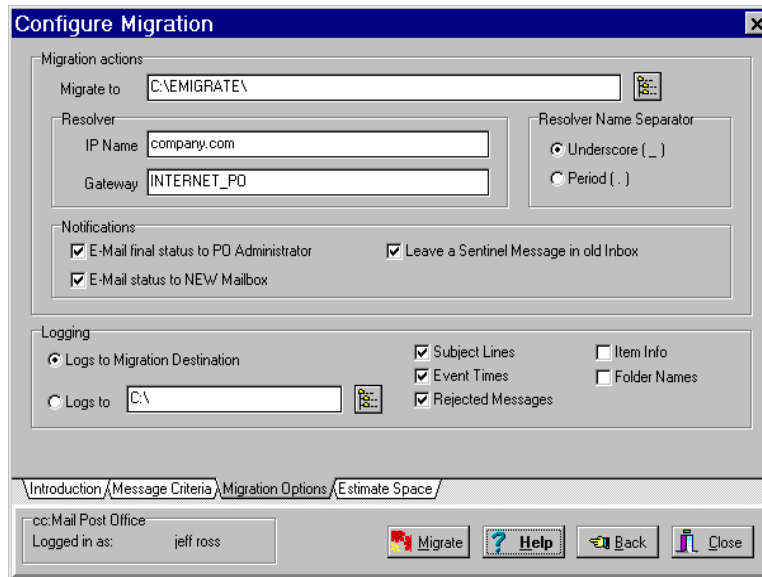 Configure Migration
Migration actions
Migrate to C:\EMIGRATE\
Resolver
IP Name company.com
Gateway INTERNET_PO
Resolver Name Separator
Underscore ( _ )
Period ( . )
Notifications
E-Mail final status to PO Administrator
Leave a Sentinel Message in old Inbox
E-Mail status to NEW Mailbox
Logging
Logs to Migration Destination
Logs to C:\
Subject Lines
Event Times
Rejected Messages
Item Info
Folder Names
Introduction Message Criteria Migration Options Estimate Space
cc:Mail Post Office
Logged in as: jeff ross
Migrate Help Back Close